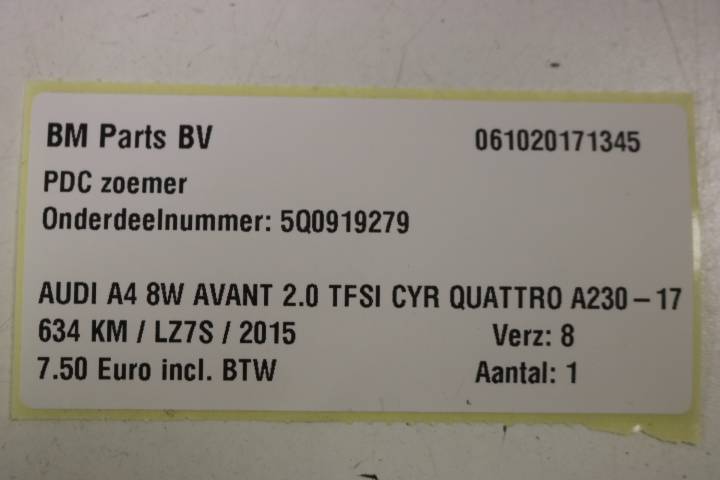 BM Parts BV 061020171345
PDC zoemer
Onderdeelnummer: 5Q0919279
AUDI A4 8W AVANT 2.0 TFSI CYR QUATTRO A230-17
634 KM / LZ7S / 2015 Verz: 8
7.50 Euro incl. BTW Aantal: 1